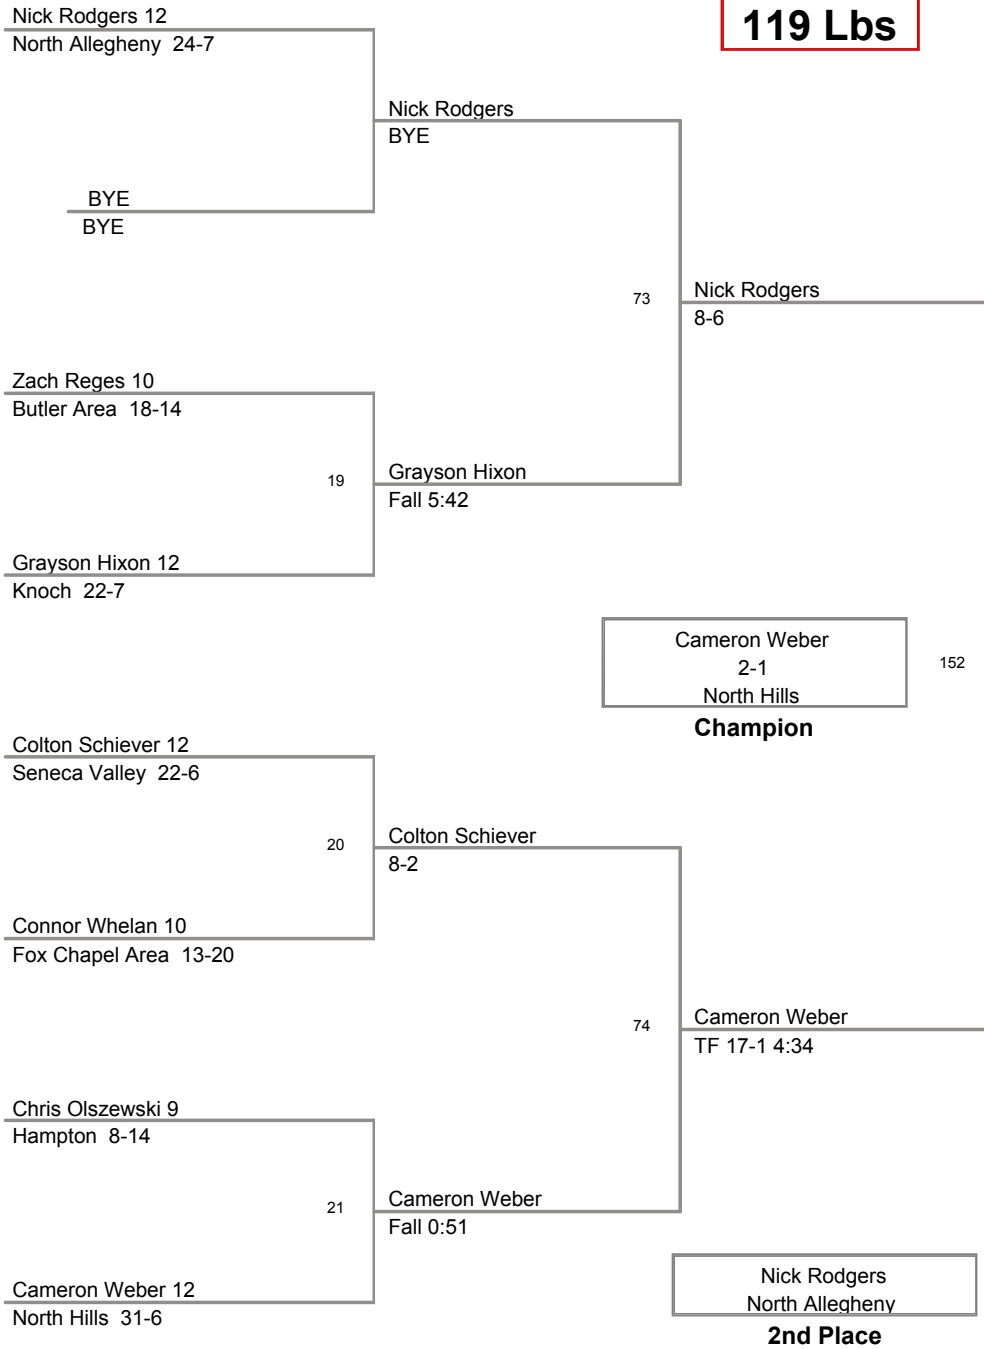 119 Lbs
Nick Rodgers 12
North Allegheny 24-7
Nick Rodgers
BYE
BYE
BYE
73
Nick Rodgers
8-6
Zach Reges 10
Butler Area 18-14
19
Grayson Hixon
Fall 5:42
Grayson Hixon 12
Knoch 22-7
Cameron Weber
2-1
North Hills
152
Champion
Colton Schiever 12
Seneca Valley 22-6
20
Colton Schiever
8-2
Connor Whelan 10
Fox Chapel Area 13-20
74
Cameron Weber
TF 17-1 4:34
Chris Olszewski 9
Hampton 8-14
21
Cameron Weber
Fall 0:51
Cameron Weber 12
North Hills 31-6
Nick Rodgers
North Allegheny
2nd Place